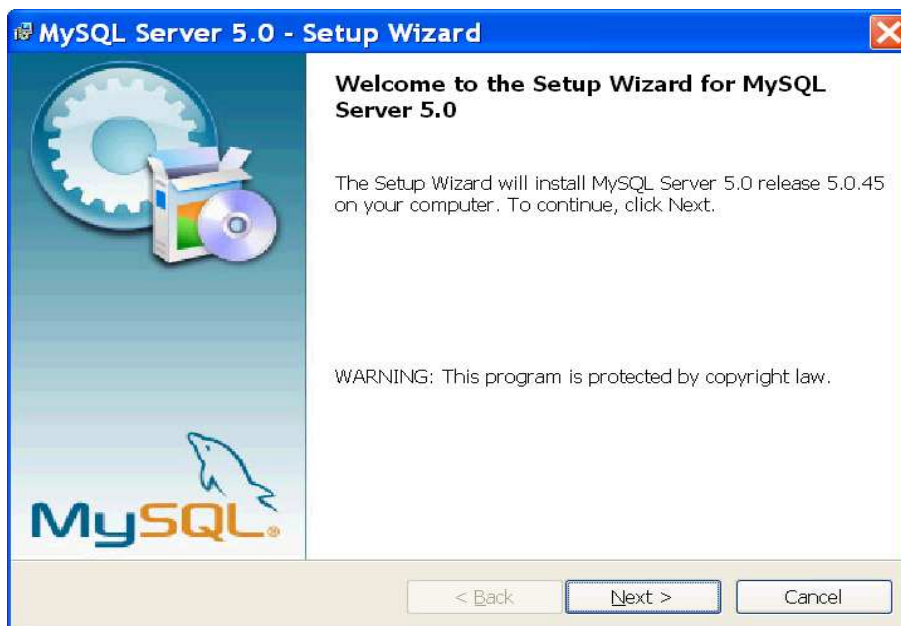 MySQL Server 5.0 - Setup Wizard
Welcome to the Setup Wizard for MySQL
Server 5.0
The Setup Wizard will install MySQL Server 5.0 release 5.0.45
on your computer. To continue, click Next.
WARNING: This program is protected by copyright law.
MySQL®
< Back
Next >
Cancel